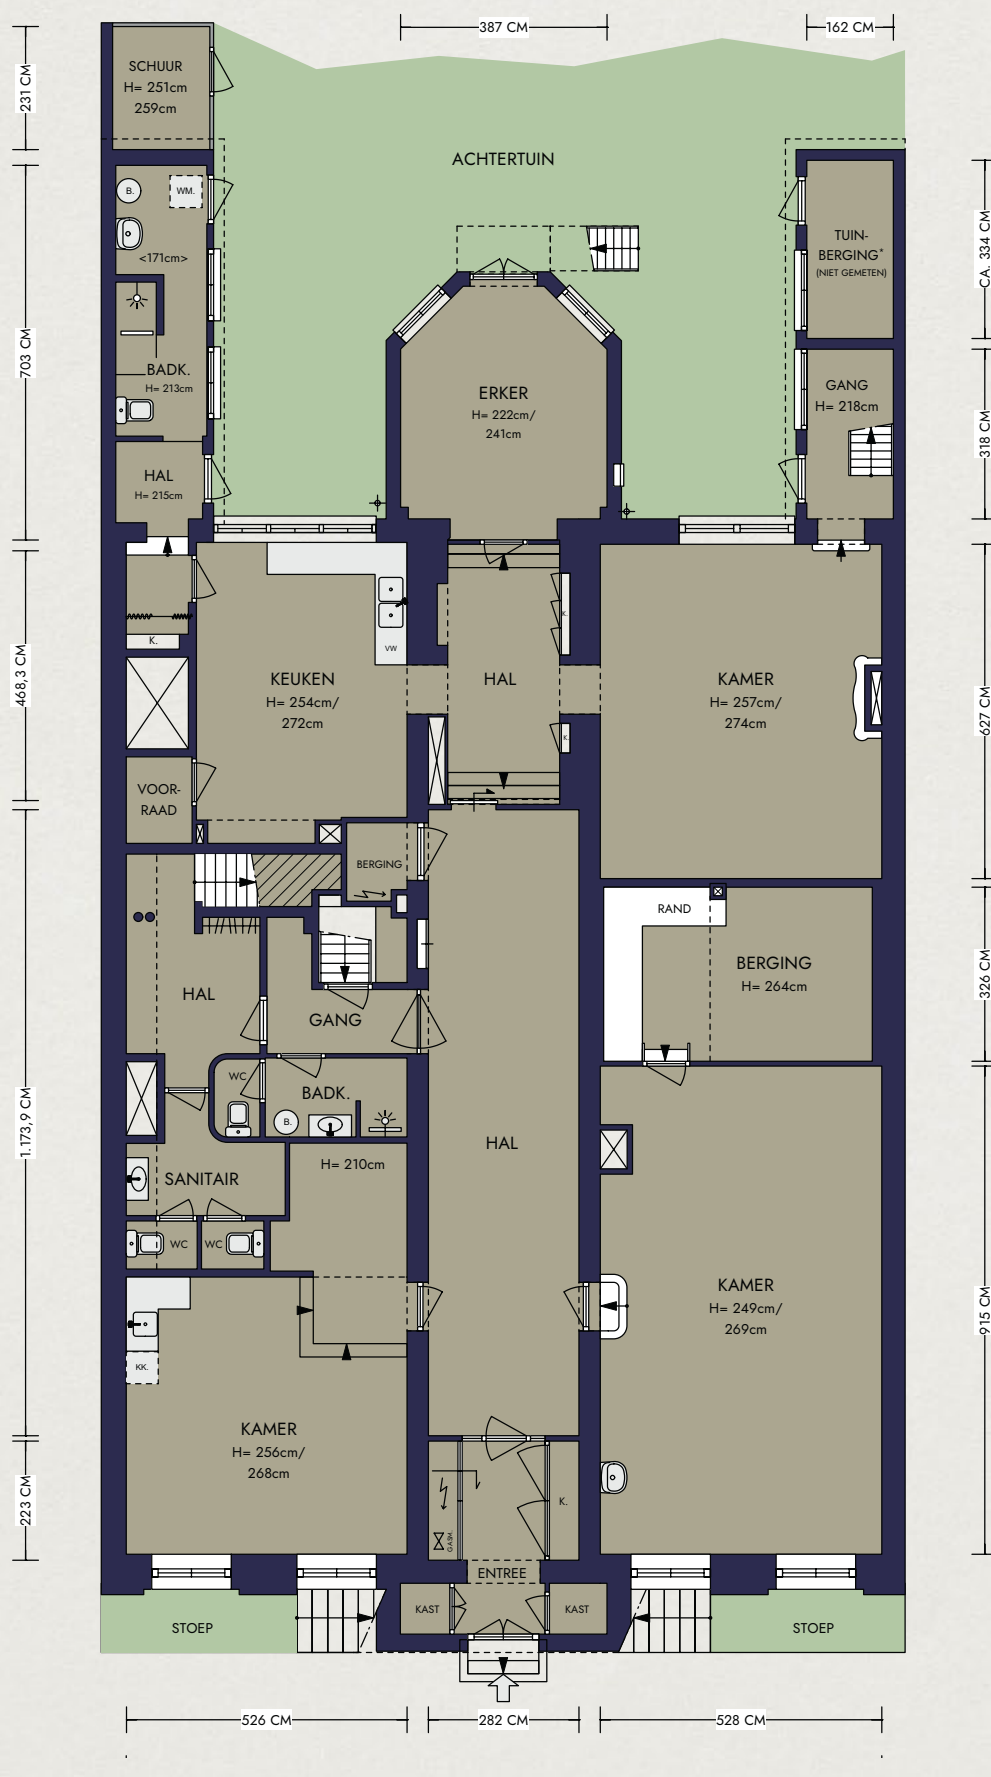 387 CM
162 CM
231 CM
SCHUUR
H= 251cm
259cm
ACHTERTUIN
B.
WM.
<171cm>
703 CM
BADK.
H= 213cm
HAL
H= 215cm
TUIN-
BERGING*
(NIET GEMETEN)
CA. 334 CM
GANG
H= 218cm
318 CM
ERKER
H= 222cm/
241cm
K.
468,3 CM
KEUKEN
H= 254cm/
272cm
VW
HAL
K.
K.
KAMER
H= 257cm/
274cm
627 CM
VOOR-
RAAD
BERGING
RAND
BERGING
H= 264cm
326 CM
HAL
GANG
WC
BADK.
B.
1.173,9 CM
HAL
H= 210cm
SANITAIR
WC
WC
KAMER
H= 249cm/
269cm
915 CM
KK.
KAMER
H= 256cm/
268cm
223 CM
GASM.
K.
ENTREE
KAST
KAST
STOEP
STOEP
526 CM
282 CM
528 CM